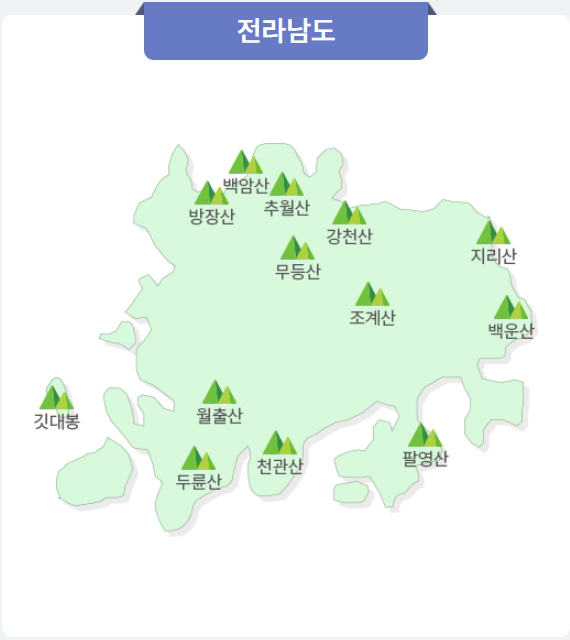 전라남도
백암산
추월산
방장산
강천산
지리산
무등산
조계산
백운산
월출산
깃대봉
팔영산
천관산
두륜산